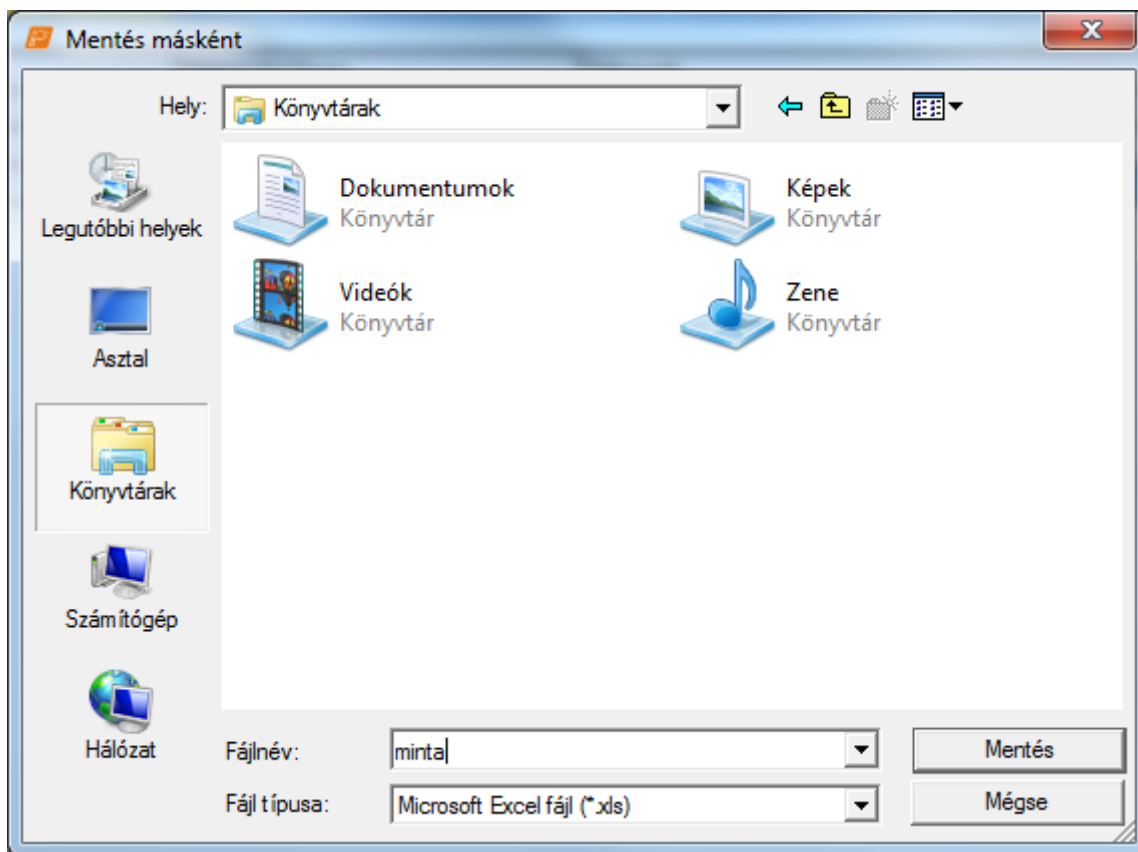 Mentés másként
Hely: Könyvtárak
Legutóbbi helyek
Asztal
Könyvtárak
Számítógép
Hálózat
Dokumentumok
Könyvtár
Képek
Könyvtár
Videók
Könyvtár
Zene
Könyvtár
Fájlnév: minta Mentés
Fájl típusa: Microsoft Excel fájl (*.xls) Mégse